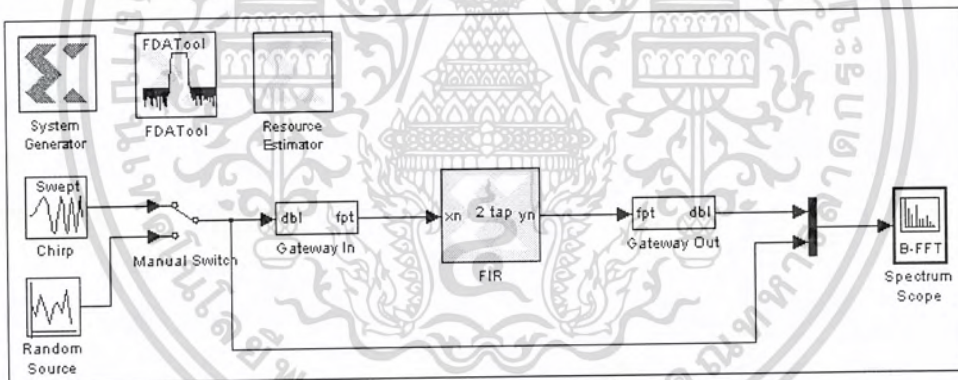 FDATool
System
Generator
FDATool
Resource
Estimator
Swept
Chirp
Manual Switch
dbl fpt
Gateway In
xn 2 tap yn
FIR
fpt dbl
Gateway Out
B-FFT
Spectrum
Scope
Random
Source